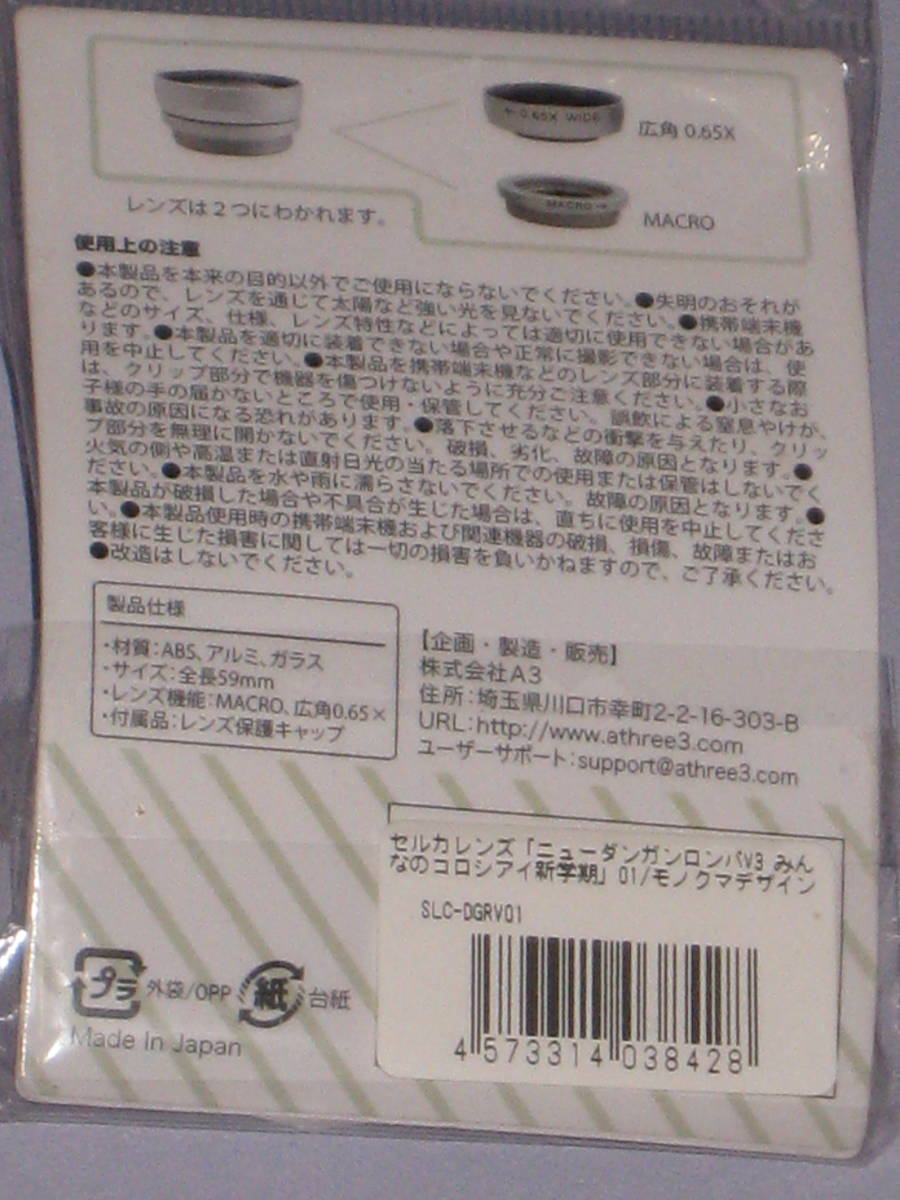 ←0.65X WIDE
広角 0.65X
MACRO→
MACRO
レンズは２つにわかれます。
使用上の注意
●本製品を本来の目的以外でご使用にならないでください。●失明のおそれが
あるので、レンズを通じて太陽など強い光を見ないでください。●携帯端末機
などのサイズ、仕様、レンズ特性などによっては適切に使用できない場合があ
ります。●本製品を適切に装着できない場合や正常に撮影できない場合は、使
用を中止してください。●本製品を携帯端末機などのレンズ部分に装着する際
は、クリップ部分で機器を傷つけないように充分ご注意ください。●小さなお
子様の手の届かないところで使用・保管してください。誤飲による窒息やけが、
事故の原因になる恐れがあります。●落下させるなどの衝撃を与えたり、クリッ
プ部分を無理に開かないでください。破損、劣化、故障の原因となります。●
火気の側や高温または直射日光の当たる場所での使用または保管はしないでく
ださい。●本製品を水や雨に濡らさないでください。故障の原因となります。●
本製品が破損した場合や不具合が生じた場合は、直ちに使用を中止してくださ
い。●本製品使用時の携帯端末機および関連機器の破損、損傷、故障またはお
客様に生じた損害に関しては一切の損害を負いかねますので、ご了承ください。
●改造はしないでください。
製品仕様
・材質：ABS、アルミ、ガラス
・サイズ：全長59mm
・レンズ機能：MACRO、広角0.65×
・付属品：レンズ保護キャップ
【企画・製造・販売】
株式会社A3
住所：埼玉県川口市幸町2-2-16-303-B
URL：http://www.athree3.com
ユーザーサポート：support@athree3.com
セルカレンズ「ニューダンガンロンパV3 みん
なのコロシアイ新学期」01/モノクマデザイン
SLC-DGRV01
4 573314 038428
プラ 外袋/OPP 紙 台紙
Made In Japan